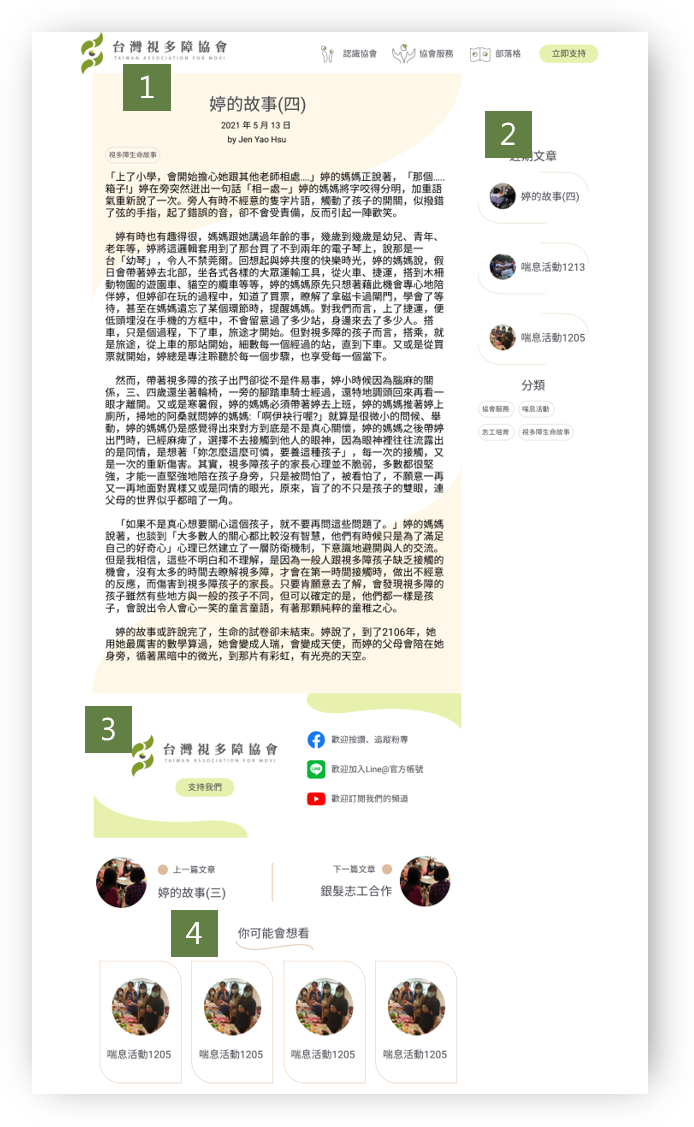 台灣視多障協會
TAIWAN ASSOCIATION FOR MDVI
認識協會
協會服務
部落格
立即支持
1
婷的故事(四)
2021 年 5 月 13 日
by Jen Yao Hsu
視多障生命故事
「上了小學，會開始擔心她跟其他老師相處....」婷的媽媽正說著，「那個.....
箱子!」婷在旁突然迸出一句話「相—處—」婷的媽媽將字咬得分明，加重語
氣重新說了一次。旁人有時不經意的隻字片語，觸動了孩子的開關，似撥錯
了弦的手指，起了錯誤的音，卻不會受責備，反而引起一陣歡笑。
婷有時也有趣得很，媽媽跟她講過年齡的事，幾歲到幾歲是幼兒、青年、
老年等，婷將這邏輯套用到了那台買了不到兩年的電子琴上，說那是一
台「幼琴」，令人不禁莞爾。回想起與婷共度的快樂時光，婷的媽媽說，假
日會帶著婷去北部，坐各式各樣的大眾運輸工具，從火車、捷運，搭到木柵
動物園的遊園車、貓空的纜車等等，婷的媽媽原先只想著藉此機會專心地陪
伴婷，但婷卻在玩的過程中，知道了買票，瞭解了拿磁卡過閘門，學會了等
待，甚至在媽媽遺忘了某個環節時，提醒媽媽。對我們而言，上了捷運，便
低頭埋沒在手機的方框中，不會留意過了多少站，身邊來去了多少人。搭
車，只是個過程，下了車，旅途才開始。但對視多障的孩子而言，搭乘，就
是旅途，從上車的那站開始，細數每一個經過的站，直到下車。又或是從買
票就開始，婷總是專注聆聽於每一個步驟，也享受每一個當下。
然而，帶著視多障的孩子出門卻從不是件易事，婷小時候因為腦麻的關
係，三、四歲還坐著輪椅，一旁的腳踏車騎士經過，還特地調頭回來再看一
眼才離開。又或是寒暑假，婷的媽媽必須帶著婷去上班，婷的媽媽推著婷上
廁所，掃地的阿桑就問婷的媽媽:「啊伊袂行喔?」就算是很微小的問候、舉
動，婷的媽媽仍是感覺得出來對方到底是不是真心關懷，婷的媽媽之後帶婷
出門時，已經麻痺了，選擇不去接觸到他人的眼神，因為眼神裡往往流露出
的是同情，是想著「妳怎麼這麼可憐，要養這種孩子」，每一次的接觸，又
是一次的重新傷害。其實，視多障孩子的家長心理並不脆弱，多數都很堅
強，才能一直堅強地陪在孩子身旁，只是被問怕了，被看怕了，不願意一再
又一再地面對異樣又或是同情的眼光，原來，盲了的不只是孩子的雙眼，連
父母的世界似乎都暗了一角。
「如果不是真心想要關心這個孩子，就不要再問這些問題了。」婷的媽媽
說著，也談到「大多數人的關心都比較沒有智慧，他們有時候只是為了滿足
自己的好奇心」心理已然建立了一層防衛機制，下意識地避開與人的交流。
但是我相信，這些不明白和不理解，是因為一般人跟視多障孩子缺乏接觸的
機會，沒有太多的時間去瞭解視多障，才會在第一時間接觸時，做出不經意
的反應，而傷害到視多障孩子的家長。只要肯願意去了解，會發現視多障的
孩子雖然有些地方與一般的孩子不同，但可以確定的是，他們都一樣是孩
子，會說出令人會心一笑的童言童語，有著那顆純粹的童稚之心。
婷的故事或許說完了，生命的試卷卻未結束。婷說了，到了2106年，她
用她最厲害的數學算過，她會變成人瑞，會變成天使，而婷的父母會陪在她
身旁，循著黑暗中的微光，到那片有彩虹，有光亮的天空。
2
近期文章
婷的故事(四)
喘息活動1213
喘息活動1205
分類
協會服務
喘息活動
志工培育
視多障生命故事
3
台灣視多障協會
TAIWAN ASSOCIATION FOR MDVI
支持我們
歡迎按讚、追蹤粉專
LINE
歡迎加入Line@官方帳號
歡迎訂閱我們的頻道
上一篇文章
婷的故事(三)
下一篇文章
銀髮志工合作
4
你可能會想看
喘息活動1205
喘息活動1205
喘息活動1205
喘息活動1205